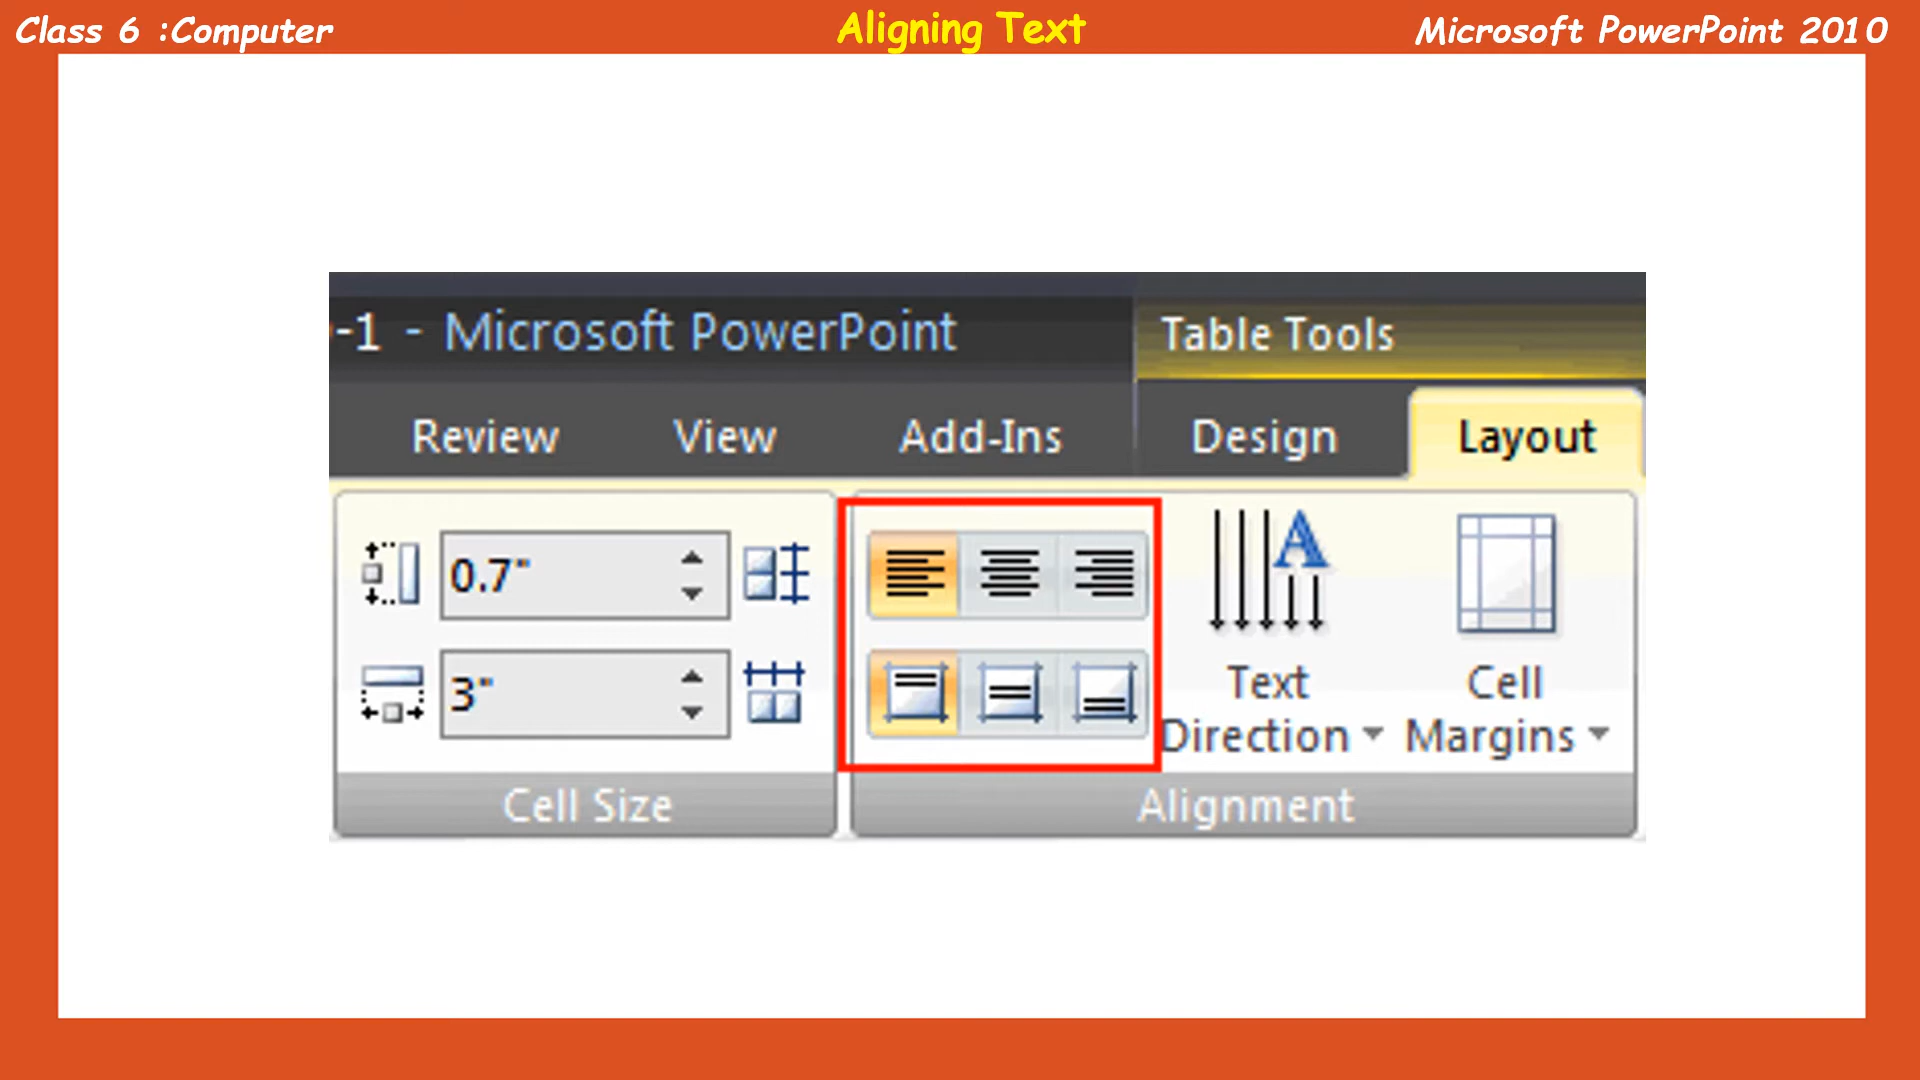 Class 6 :Computer
Aligning Text
Microsoft PowerPoint 2010
-1 - Microsoft PowerPoint
Table Tools
Review
View
Add-Ins
Design
Layout
0.7"
3"
Text
Direction
Cell
Margins
Cell Size
Alignment